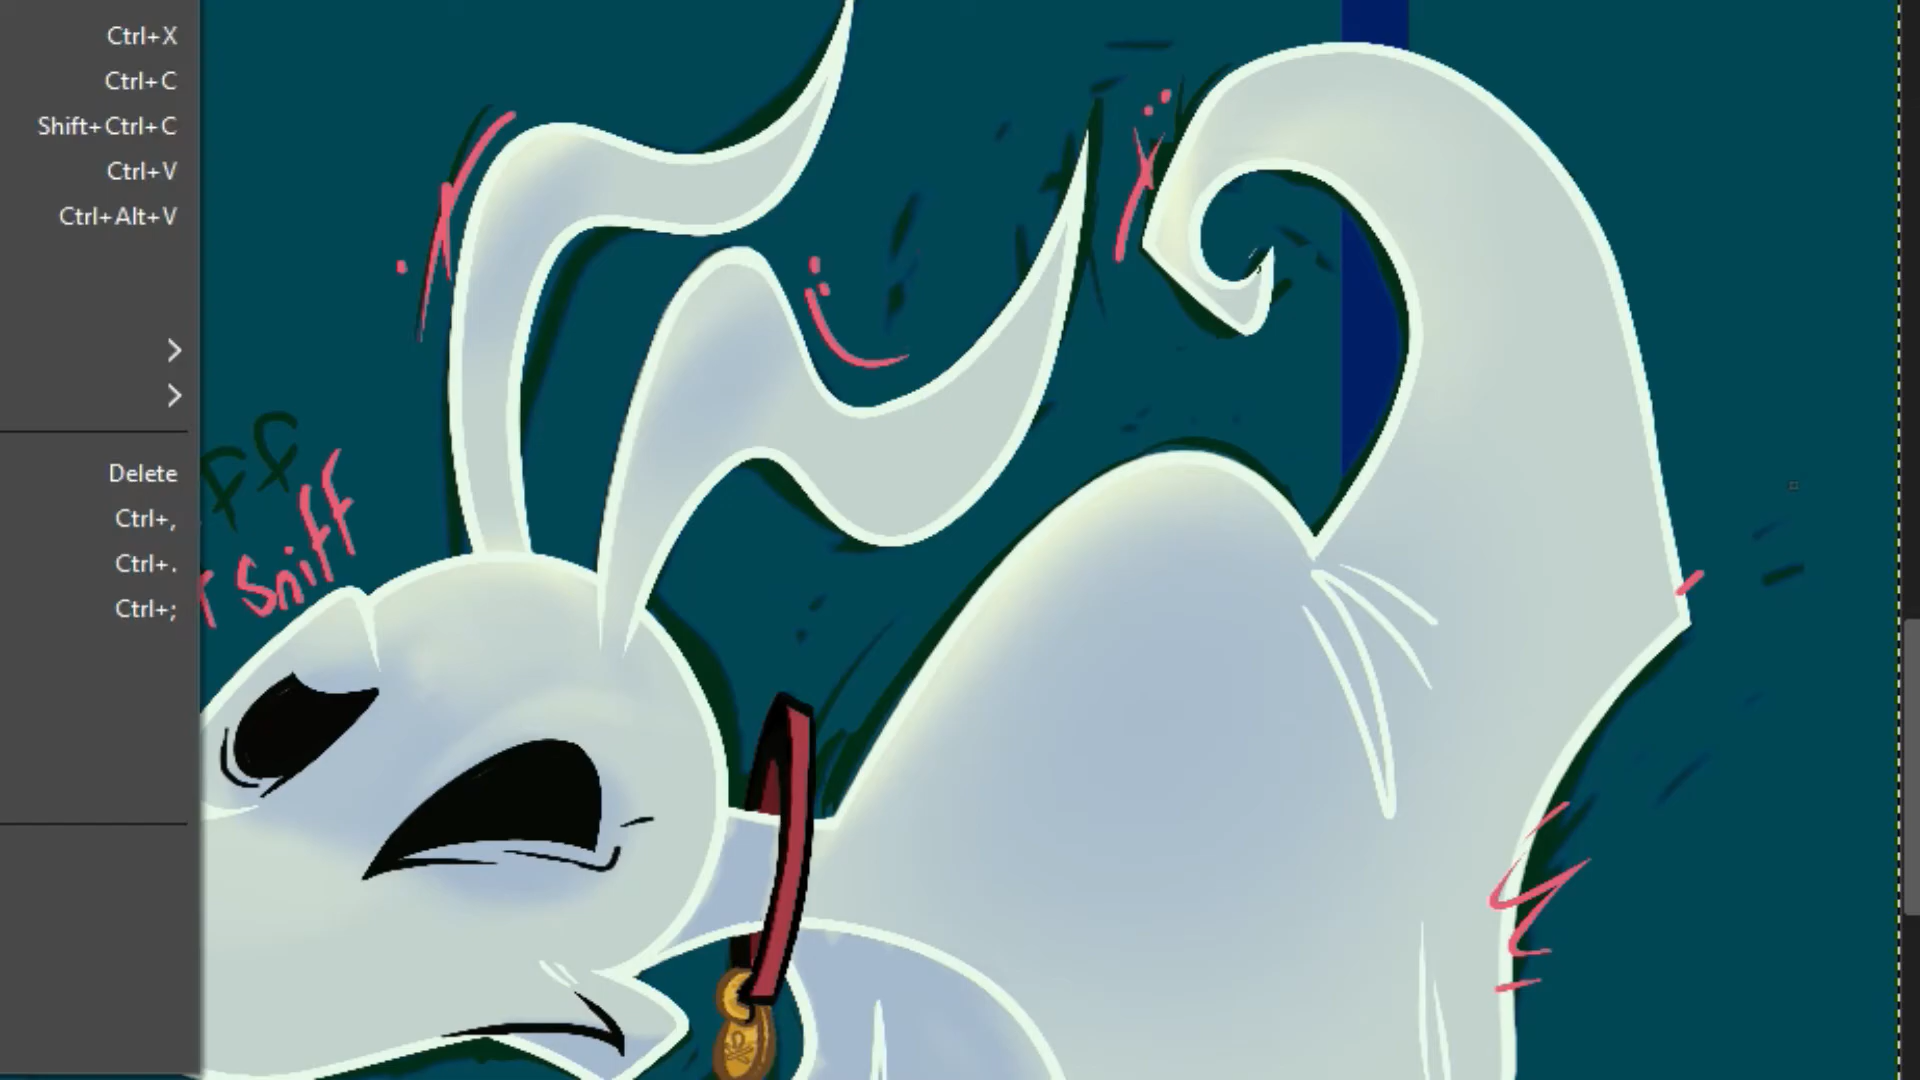 Ctrl+X
Ctrl+C
Shift+Ctrl+C
Ctrl+V
Ctrl+Alt+V
ff
Sniff
Delete
Ctrl+,
Ctrl+.
Ctrl+;